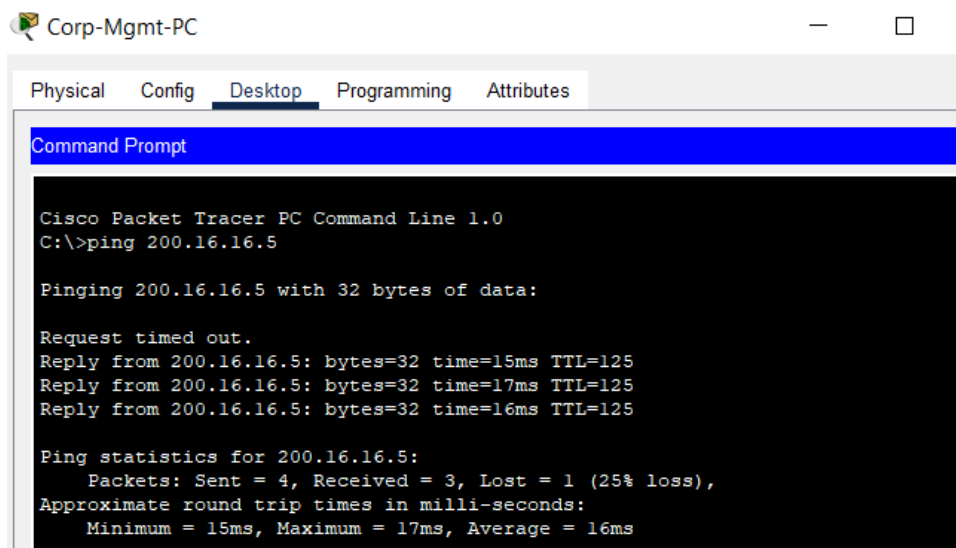 Corp-Mgmt-PC
Physical Config Desktop Programming Attributes
Command Prompt
Cisco Packet Tracer PC Command Line 1.0
C:\>ping 200.16.16.5
Pinging 200.16.16.5 with 32 bytes of data:
Request timed out.
Reply from 200.16.16.5: bytes=32 time=15ms TTL=125
Reply from 200.16.16.5: bytes=32 time=17ms TTL=125
Reply from 200.16.16.5: bytes=32 time=16ms TTL=125
Ping statistics for 200.16.16.5:
Packets: Sent = 4, Received = 3, Lost = 1 (25% loss),
Approximate round trip times in milli-seconds:
Minimum = 15ms, Maximum = 17ms, Average = 16ms